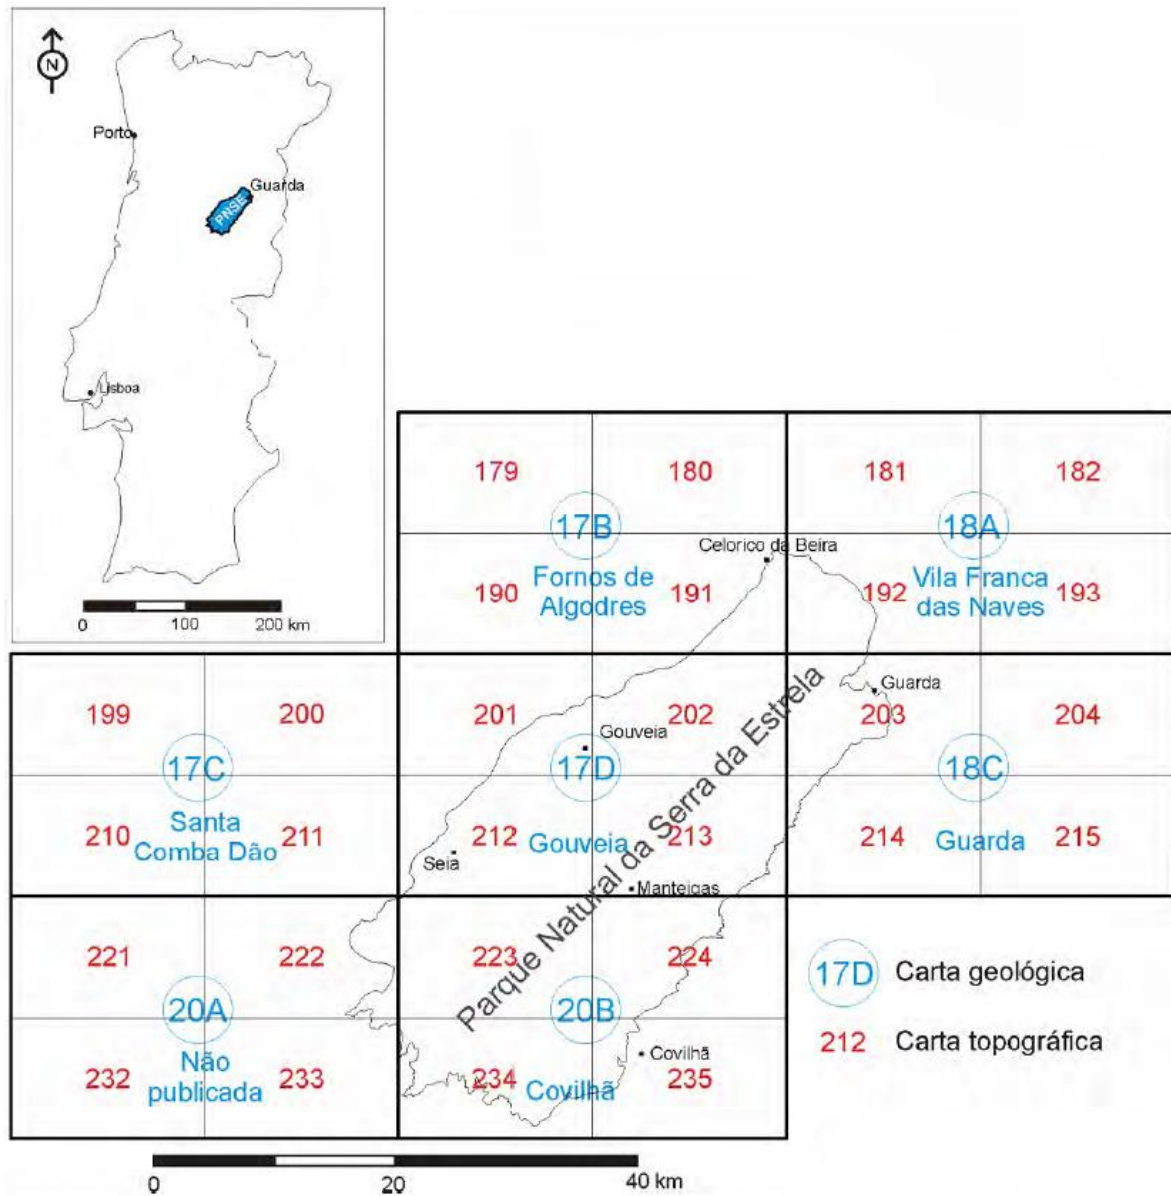 N
Porto
Guarda
PNSE
Lisboa
0 100 200 km
179 180 181 182
17B 18A
Celorico da Beira
Fornos de
Algodres
190 191
Vila Franca
das Naves
192 193
199 200 201 202 203 204
Guarda
Gouveia
17C 17D 18C
Parque Natural da Serra da Estrela
Santa
Comba Dão
210 211
212 Gouveia 213
214 Guarda 215
Seia
Manteigas
221 222 223 224
17D Carta geológica
20A 20B
212 Carta topográfica
Covilhã
Não
publicada
232 233
234 Covilhã 235
0 20 40 km